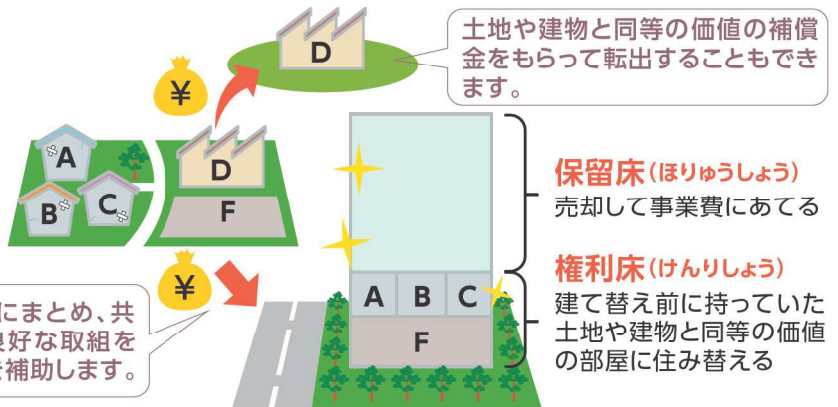 土地や建物と同等の価値の補償
金をもらって転出することもでき
ます。
D
¥
A
B
C
D
F
保留床(ほりゅうしょう)
売却して事業費にあてる
¥
A B C
F
権利床(けんりしょう)
建て替え前に持っていた
土地や建物と同等の価値
の部屋に住み替える
にまとめ、共
良好な取組を
を補助します。